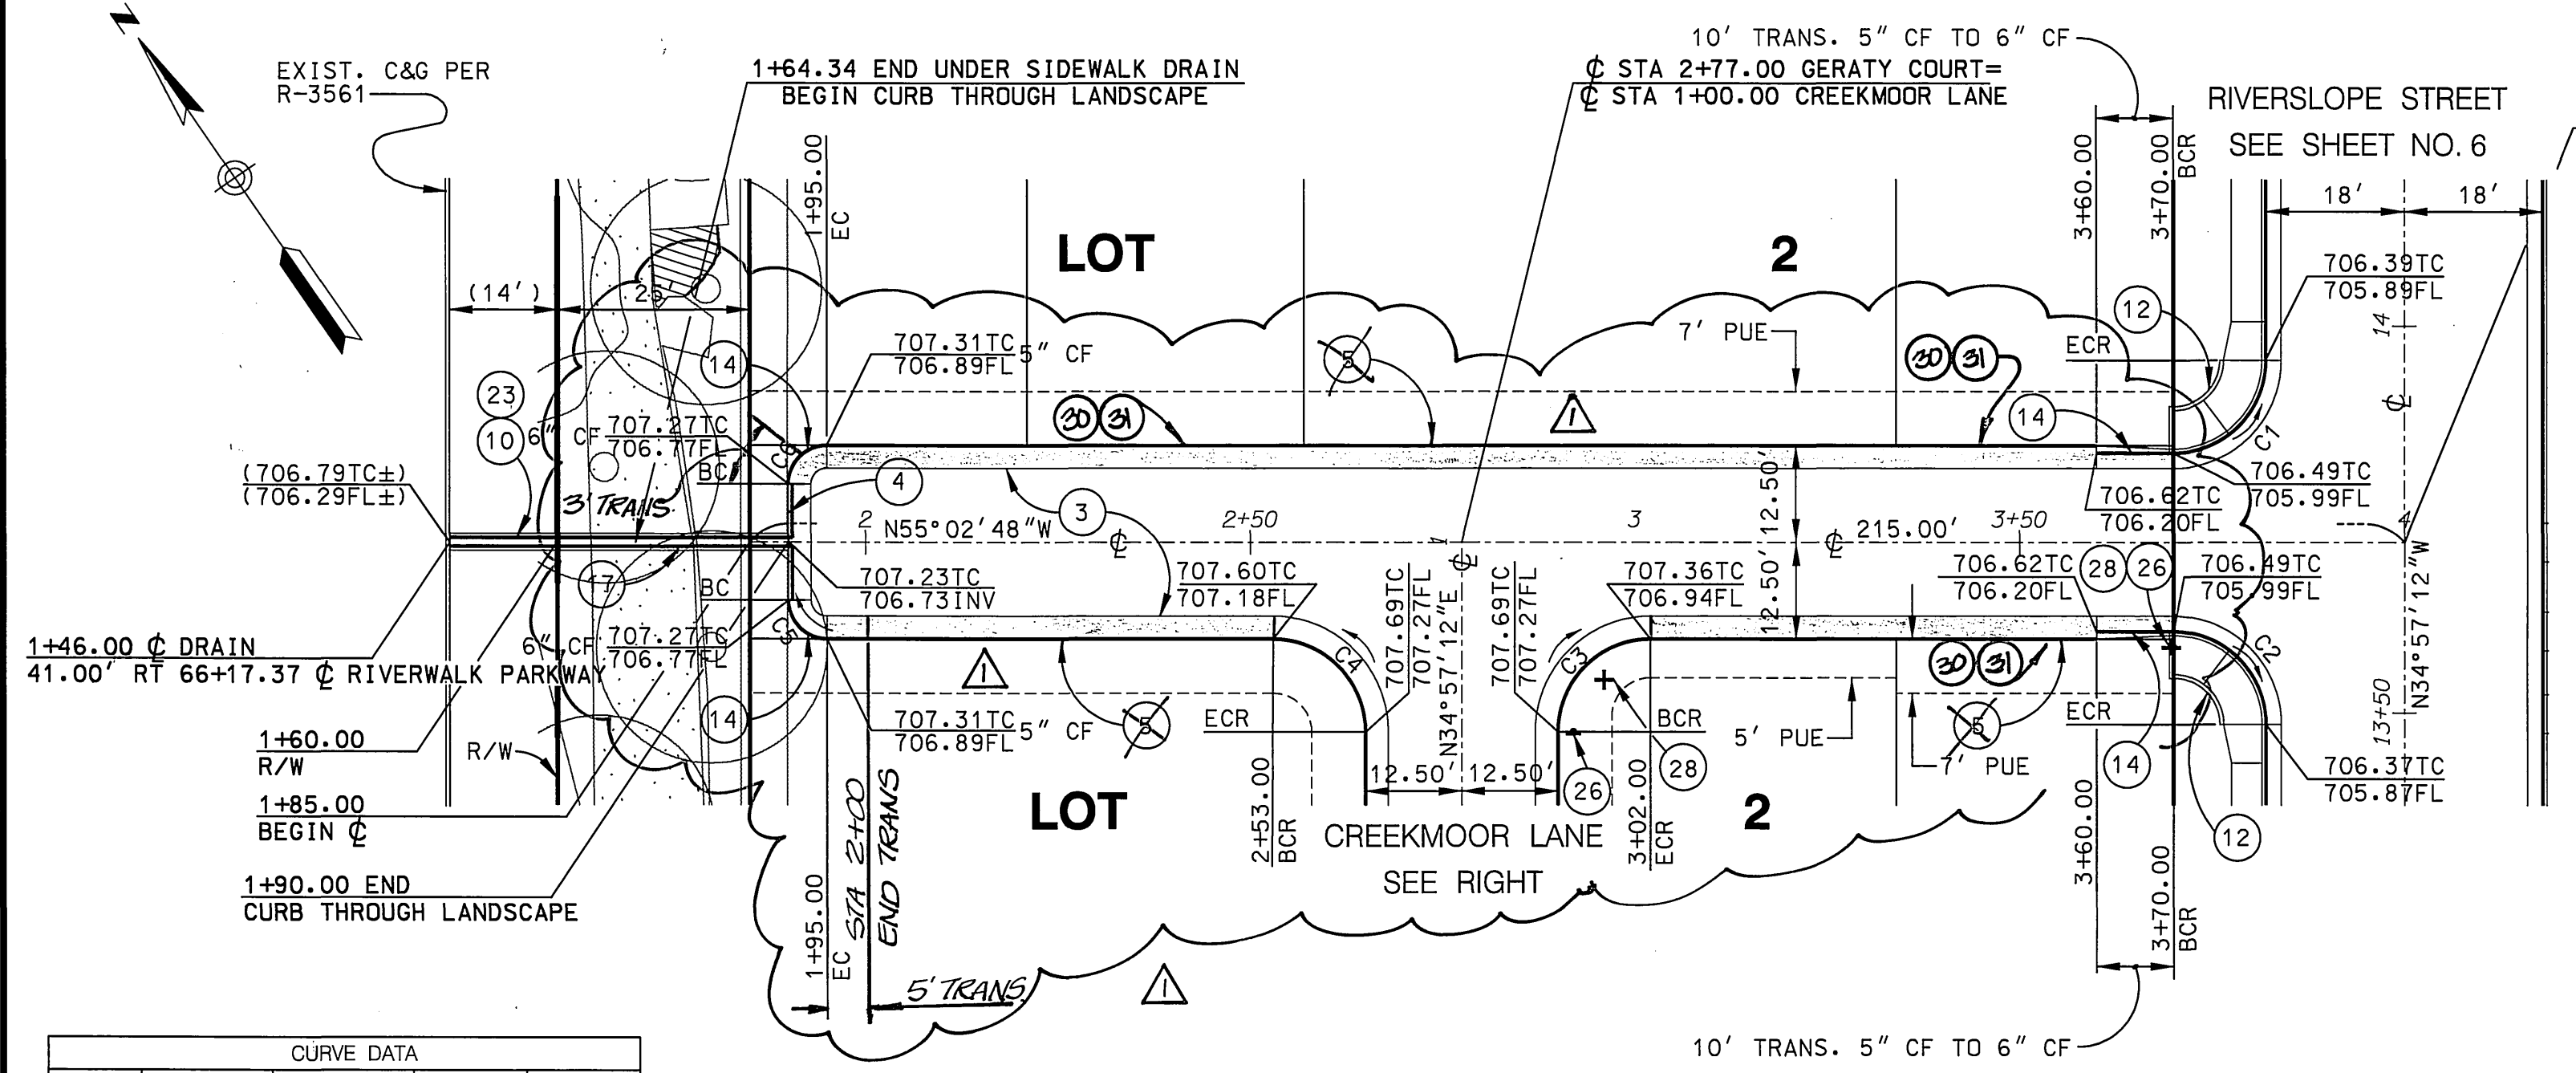 N
EXIST. C&G PER
R-3561
1+64.34 END UNDER SIDEWALK DRAIN
BEGIN CURB THROUGH LANDSCAPE
10' TRANS. 5" CF TO 6" CF
℄ STA 2+77.00 GERATY COURT=
℄ STA 1+00.00 CREEKMOOR LANE
RIVERSLOPE STREET
SEE SHEET NO. 6
1+95.00
EC
3+60.00
3+70.00
BCR
18'
18'
LOT
2
(14')
25'
706.39TC
705.89FL
14
℄
12
7' PUE
ECR
707.31TC
706.89FL
5" CF
5
30
31
14
30
31
1
14
C1
23
10
6" CF
707.27TC
706.77FL
BC
C6
4
3
(706.79TC±)
(706.29FL±)
3' TRANS
706.49TC
705.99FL
706.62TC
706.20FL
2
N55°02'48"W
2+50
℄
1
℄
3
12.50'
12.50'
℄
215.00'
3+50
4
17
BC
707.23TC
706.73INV
707.60TC
707.18FL
707.69TC
707.27FL
707.69TC
707.27FL
707.36TC
706.94FL
706.62TC
706.20FL
28
26
706.49TC
705.99FL
N34°57'12"W
1+46.00 ℄ DRAIN
41.00' RT 66+17.37 ℄ RIVERWALK PARKWAY
6" CF
707.27TC
706.77FL
C5
1
C4
N34°57'12"E
C3
30
31
C2
14
707.31TC
706.89FL
5" CF
5
ECR
BCR
5' PUE
5
7' PUE
ECR
13+50
1+60.00
R/W
R/W
12.50'
12.50'
26
28
14
706.37TC
705.87FL
1+85.00
BEGIN ℄
LOT
2
2+53.00
BCR
CREEKMOOR LANE
SEE RIGHT
3+02.00
ECR
12
1+90.00 END
CURB THROUGH LANDSCAPE
1+95.00
EC
STA 2+00
END TRANS
3+60.00
3+70.00
BCR
5' TRANS
1
10' TRANS. 5" CF TO 6" CF
CURVE DATA